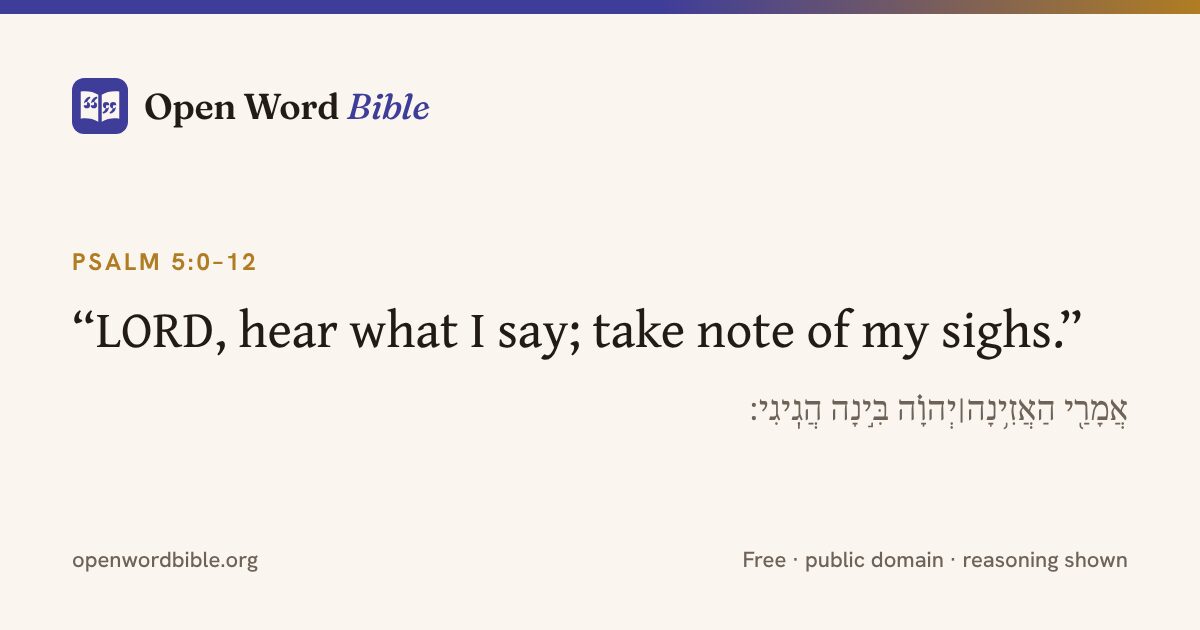 Open Word Bible
PSALM 5:0–12
“LORD, hear what I say; take note of my sighs.”
אֲמָרַ֖י הַאֲזִ֥ינָה׀יְהוָ֗ה בִּ֣ינָה הֲגִֽיגִי׃
openwordbible.org
Free · public domain · reasoning shown